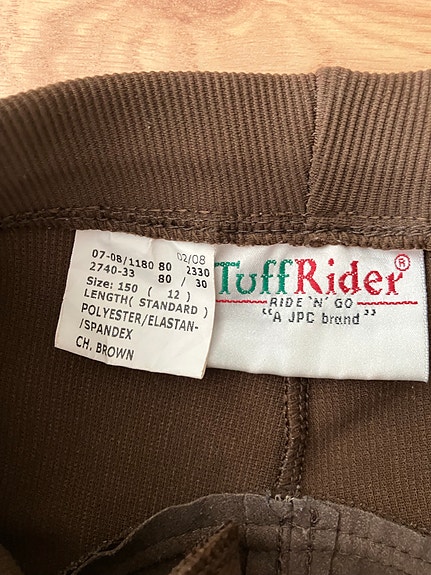 07-08/1180 80 02/08
2740-33 80 2330
Size: 150 ( 12 ) / 30
LENGTH( STANDARD )
POLYESTER/ELASTAN-
/SPANDEX
CH. BROWN
TuffRider®
RIDE 'N' GO
"A JPC brand"